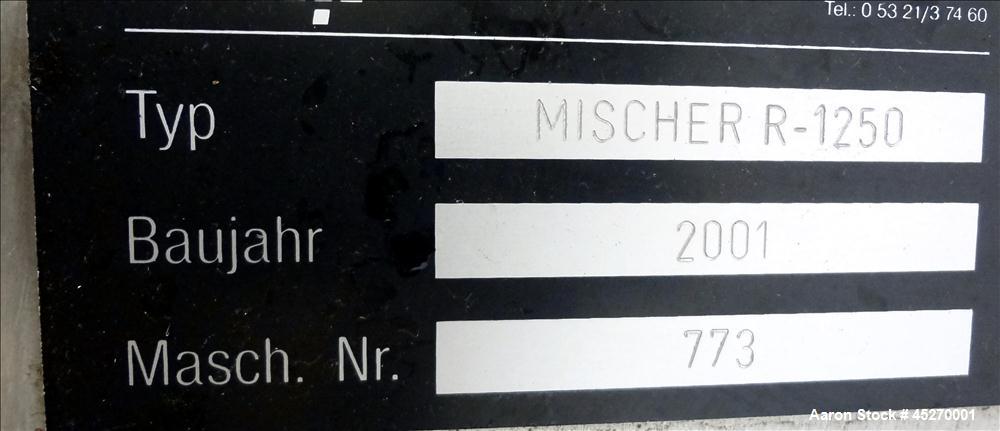 Tel.: 0 53 21/3 74 60
Typ MISCHER R-1250
Baujahr 2001
Masch. Nr. 773
Aaron Stock # 45270001